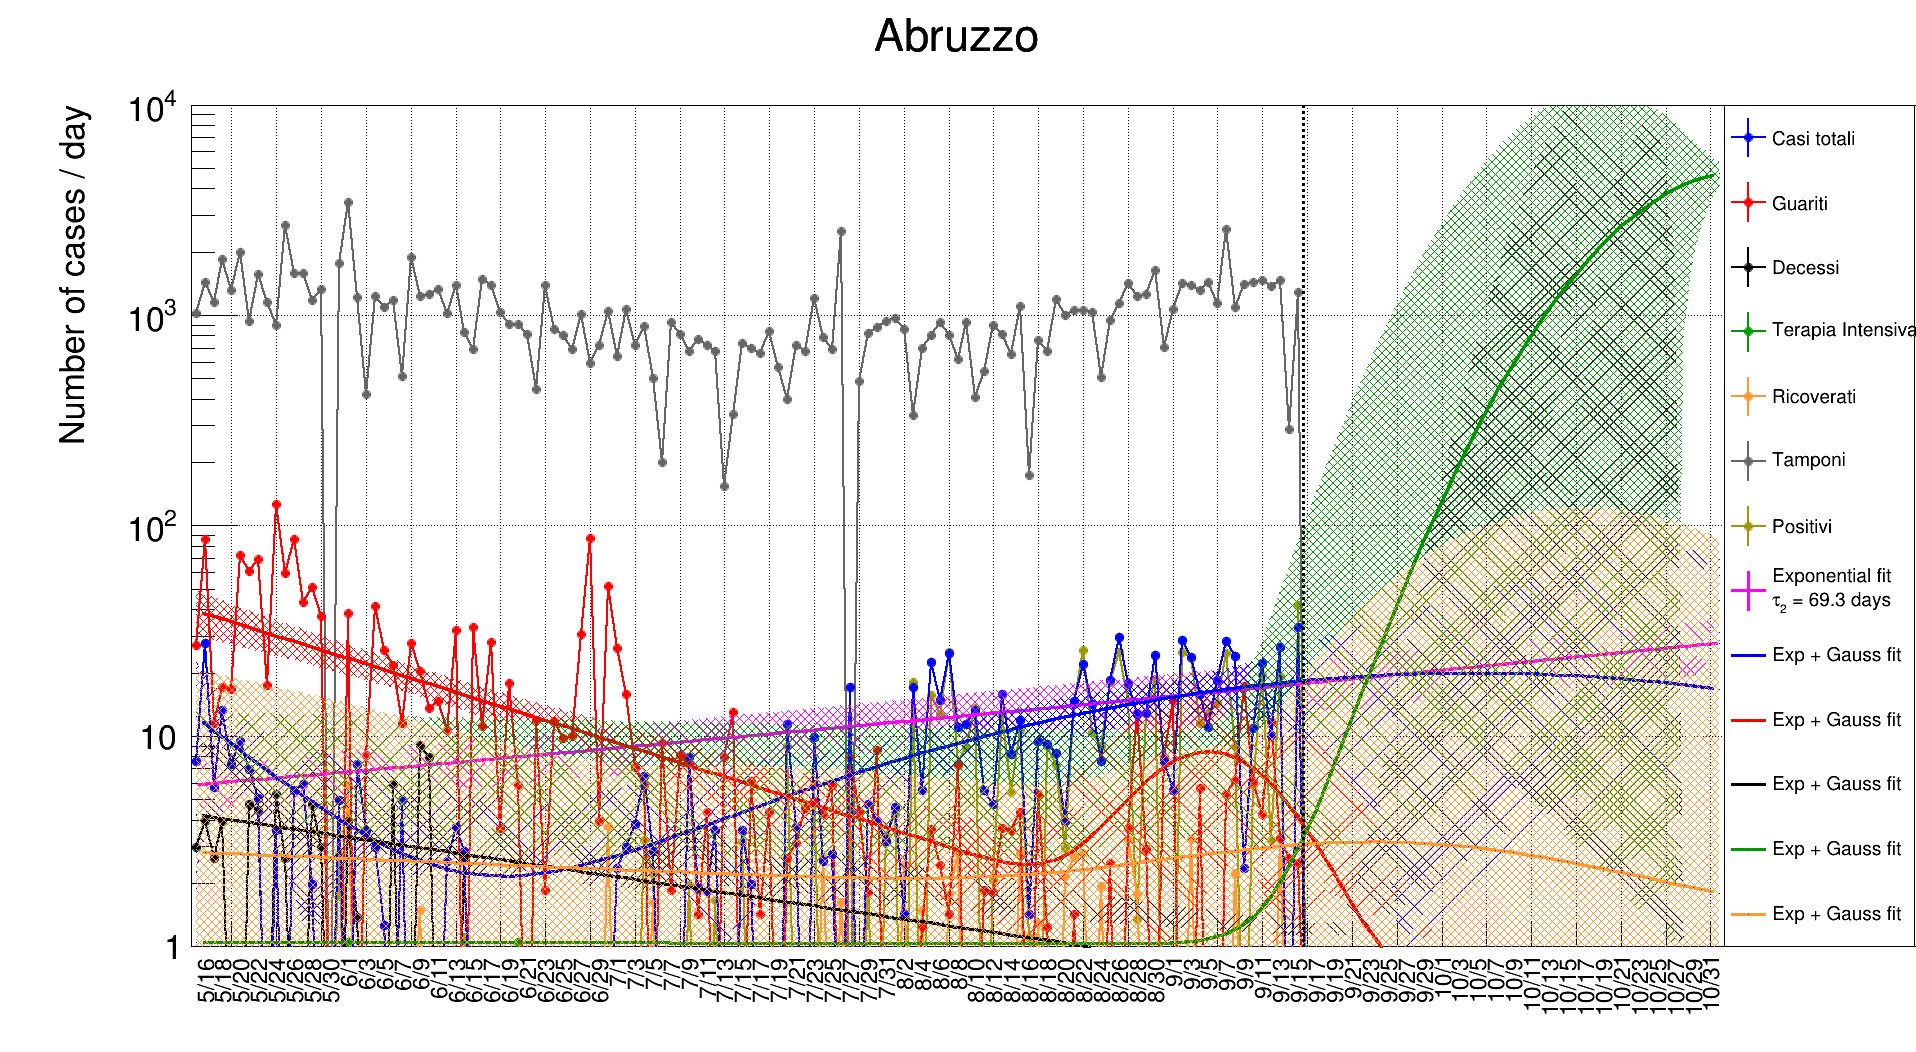 Abruzzo
Number of cases / day
10⁴
10³
10²
10
1
5/16 5/18 5/20 5/22 5/24 5/26 5/28 5/30 6/1 6/3 6/5 6/7 6/9 6/11 6/13 6/15 6/17 6/19 6/21 6/23 6/25 6/27 6/29 7/1 7/3 7/5 7/7 7/9 7/11 7/13 7/15 7/17 7/19 7/21 7/23 7/25 7/27 7/29 7/31 8/2 8/4 8/6 8/8 8/10 8/12 8/14 8/16 8/18 8/20 8/22 8/24 8/26 8/28 8/30 9/1 9/3 9/5 9/7 9/9 9/11 9/13 9/15 9/17 9/19 9/21 9/23 9/25 9/27 9/29 10/1 10/3 10/5 10/7 10/9 10/11 10/13 10/15 10/17 10/19 10/21 10/23 10/25 10/27 10/29 10/31
Casi totali
Guariti
Decessi
Terapia Intensiva
Ricoverati
Tamponi
Positivi
Exponential fit
τ₂ = 69.3 days
Exp + Gauss fit
Exp + Gauss fit
Exp + Gauss fit
Exp + Gauss fit
Exp + Gauss fit